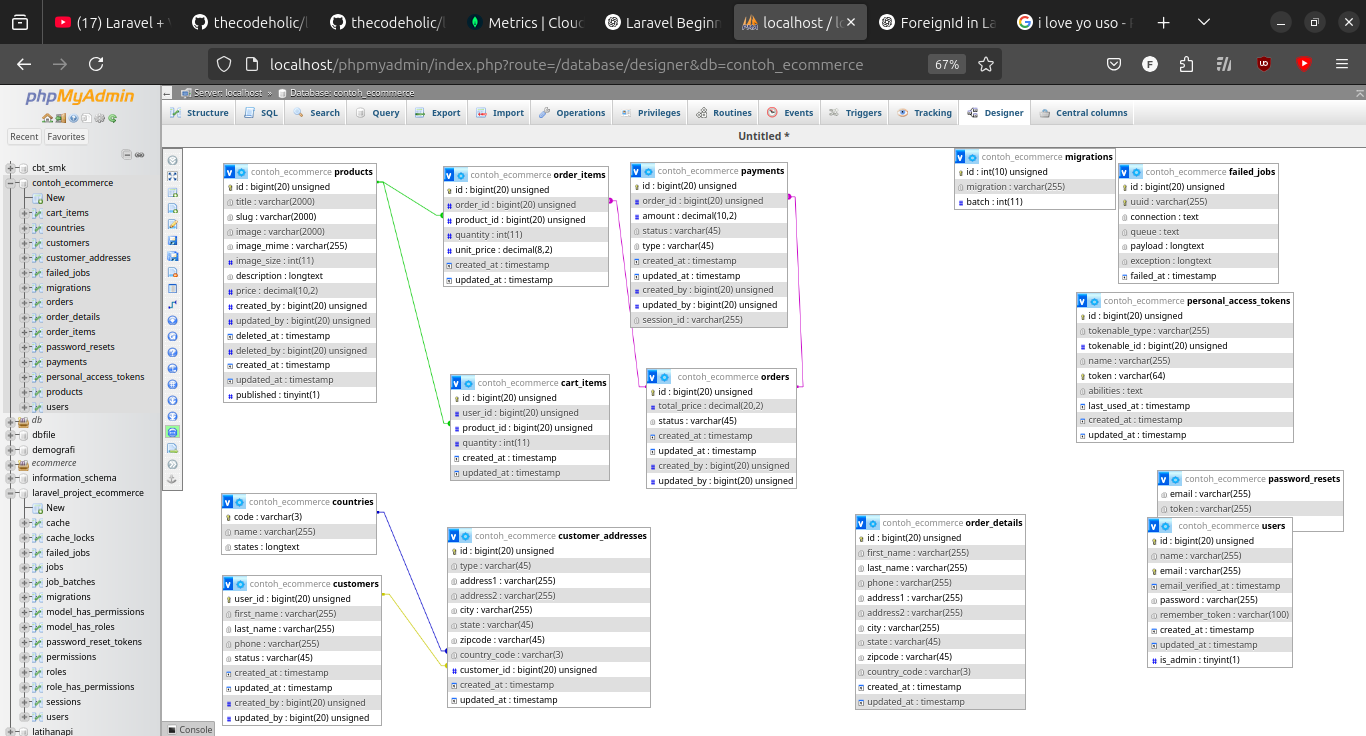 (17) Laravel + V
thecodeholic/l
thecodeholic/l
Metrics | Clouc
Laravel Beginn
localhost / lo
ForeignId in La
i love yo uso - P
localhost/phpmyadmin/index.php?route=/database/designer&db=contoh_ecommerce
67%
phpMyAdmin
Recent
Favorites
cbt_smk
contoh_ecommerce
New
cart_items
countries
customers
customer_addresses
failed_jobs
migrations
orders
order_details
order_items
password_resets
payments
personal_access_tokens
products
users
db
dbfile
demografi
ecommerce
information_schema
laravel_project_ecommerce
New
cache
cache_locks
failed_jobs
jobs
job_batches
migrations
model_has_permissions
model_has_roles
password_reset_tokens
permissions
roles
role_has_permissions
sessions
users
latihanapi
Server: localhost » Database: contoh_ecommerce
Structure
SQL
Search
Query
Export
Import
Operations
Privileges
Routines
Events
Triggers
Tracking
Designer
Central columns
Untitled *
contoh_ecommerce products
id : bigint(20) unsigned
title : varchar(2000)
slug : varchar(2000)
image : varchar(2000)
image_mime : varchar(255)
image_size : int(11)
description : longtext
price : decimal(10,2)
created_by : bigint(20) unsigned
updated_by : bigint(20) unsigned
deleted_at : timestamp
deleted_by : bigint(20) unsigned
created_at : timestamp
updated_at : timestamp
published : tinyint(1)
contoh_ecommerce order_items
id : bigint(20) unsigned
order_id : bigint(20) unsigned
product_id : bigint(20) unsigned
quantity : int(11)
unit_price : decimal(8,2)
created_at : timestamp
updated_at : timestamp
contoh_ecommerce payments
id : bigint(20) unsigned
order_id : bigint(20) unsigned
amount : decimal(10,2)
status : varchar(45)
type : varchar(45)
created_at : timestamp
updated_at : timestamp
created_by : bigint(20) unsigned
updated_by : bigint(20) unsigned
session_id : varchar(255)
contoh_ecommerce migrations
id : int(10) unsigned
migration : varchar(255)
batch : int(11)
contoh_ecommerce failed_jobs
id : bigint(20) unsigned
uuid : varchar(255)
connection : text
queue : text
payload : longtext
exception : longtext
failed_at : timestamp
contoh_ecommerce personal_access_tokens
id : bigint(20) unsigned
tokenable_type : varchar(255)
tokenable_id : bigint(20) unsigned
name : varchar(255)
token : varchar(64)
abilities : text
last_used_at : timestamp
created_at : timestamp
updated_at : timestamp
contoh_ecommerce cart_items
id : bigint(20) unsigned
user_id : bigint(20) unsigned
product_id : bigint(20) unsigned
quantity : int(11)
created_at : timestamp
updated_at : timestamp
contoh_ecommerce orders
id : bigint(20) unsigned
total_price : decimal(20,2)
status : varchar(45)
created_at : timestamp
updated_at : timestamp
created_by : bigint(20) unsigned
updated_by : bigint(20) unsigned
contoh_ecommerce countries
code : varchar(3)
name : varchar(255)
states : longtext
contoh_ecommerce customers
user_id : bigint(20) unsigned
first_name : varchar(255)
last_name : varchar(255)
phone : varchar(255)
status : varchar(45)
created_at : timestamp
updated_at : timestamp
created_by : bigint(20) unsigned
updated_by : bigint(20) unsigned
contoh_ecommerce customer_addresses
id : bigint(20) unsigned
type : varchar(45)
address1 : varchar(255)
address2 : varchar(255)
city : varchar(255)
state : varchar(45)
zipcode : varchar(45)
country_code : varchar(3)
customer_id : bigint(20) unsigned
created_at : timestamp
updated_at : timestamp
contoh_ecommerce order_details
id : bigint(20) unsigned
first_name : varchar(255)
last_name : varchar(255)
phone : varchar(255)
address1 : varchar(255)
address2 : varchar(255)
city : varchar(255)
state : varchar(45)
zipcode : varchar(45)
country_code : varchar(3)
created_at : timestamp
updated_at : timestamp
contoh_ecommerce password_resets
email : varchar(255)
token : varchar(255)
contoh_ecommerce users
id : bigint(20) unsigned
name : varchar(255)
email : varchar(255)
email_verified_at : timestamp
password : varchar(255)
remember_token : varchar(100)
created_at : timestamp
updated_at : timestamp
is_admin : tinyint(1)
Console